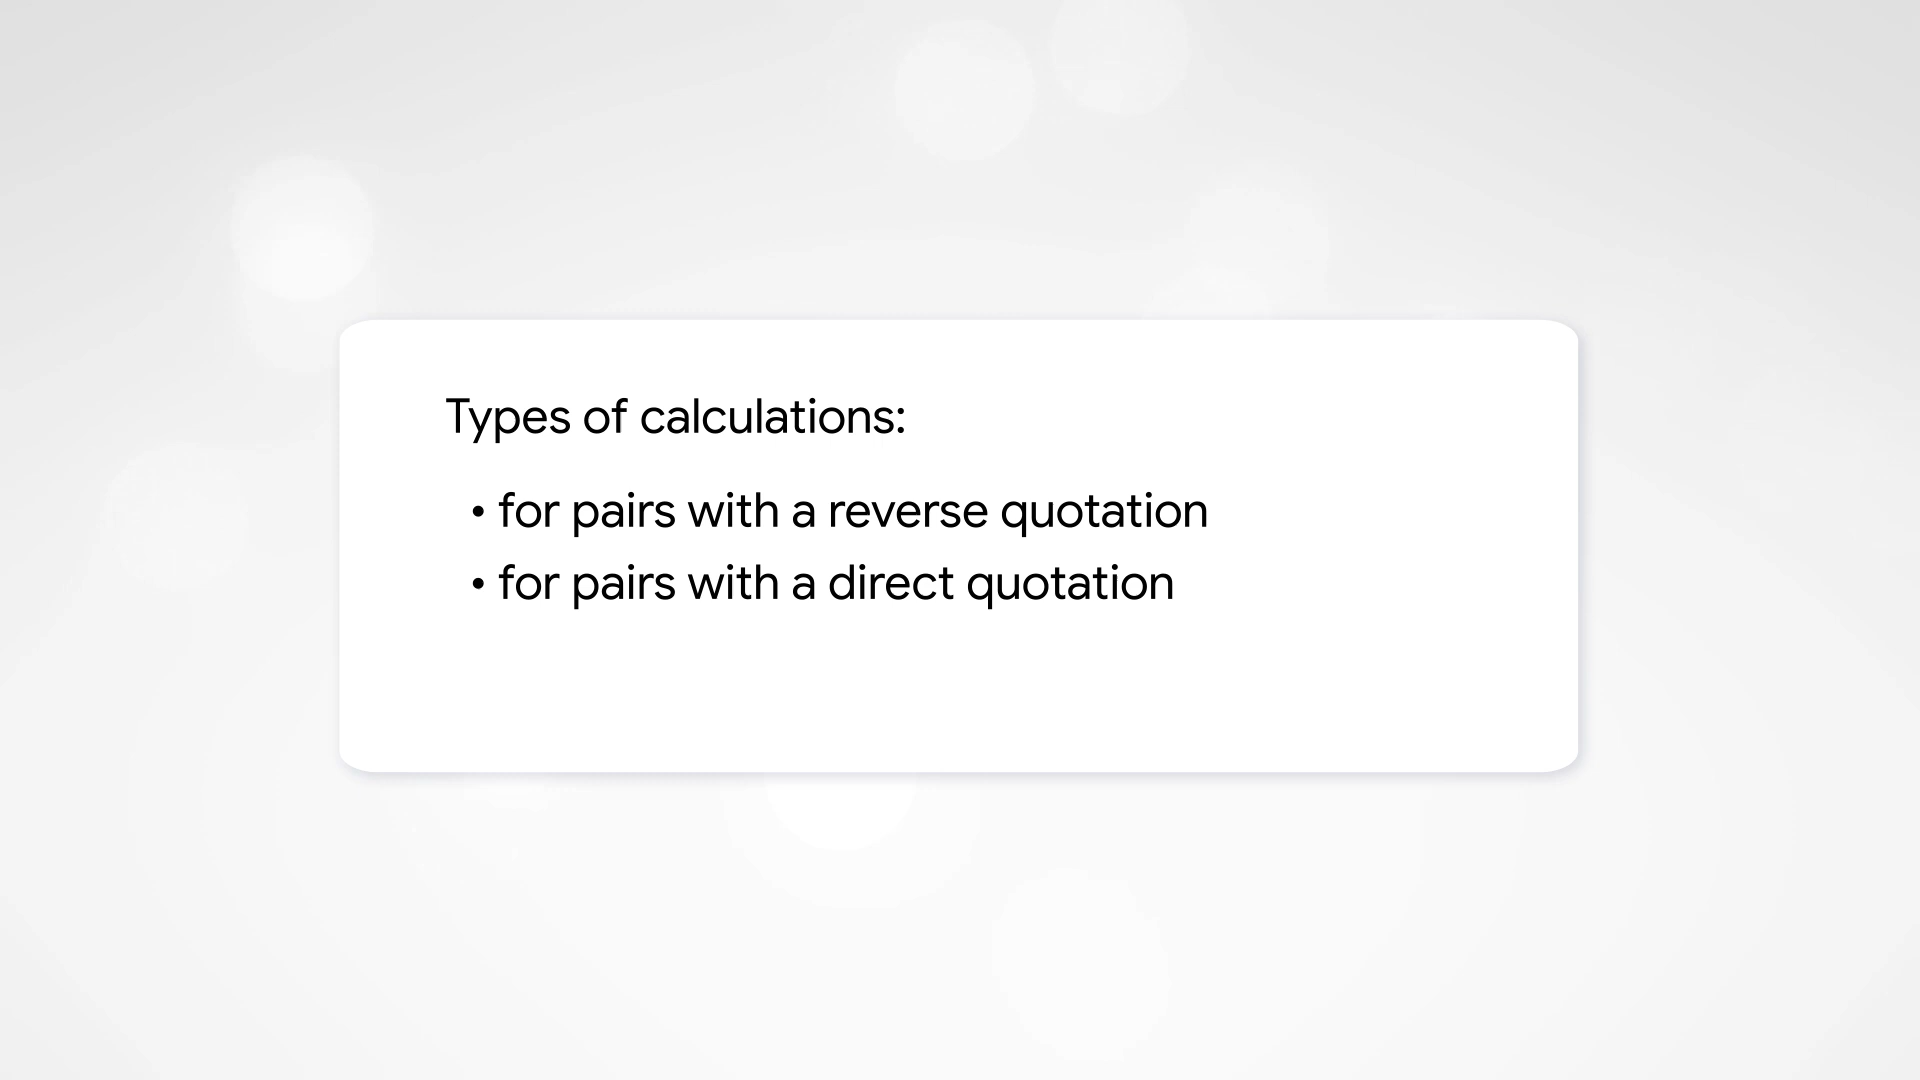 Types of calculations:
• for pairs with a reverse quotation
• for pairs with a direct quotation